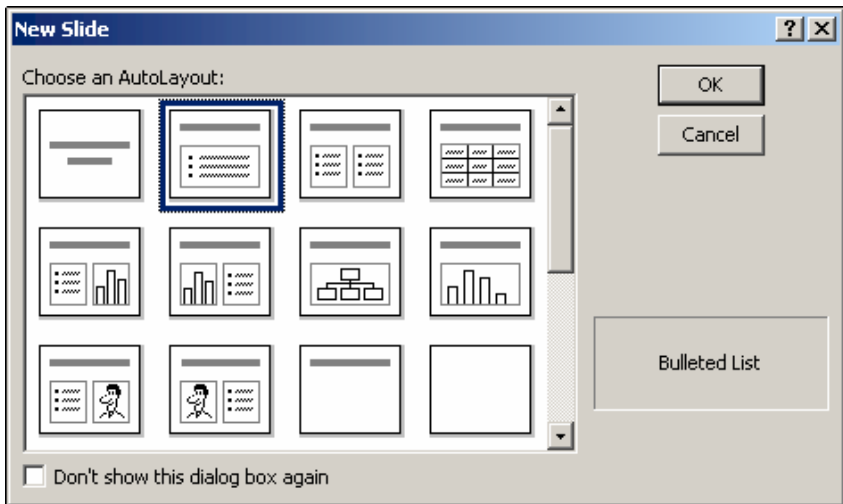 New Slide
Choose an AutoLayout:
OK
Cancel
Bulleted List
Don't show this dialog box again